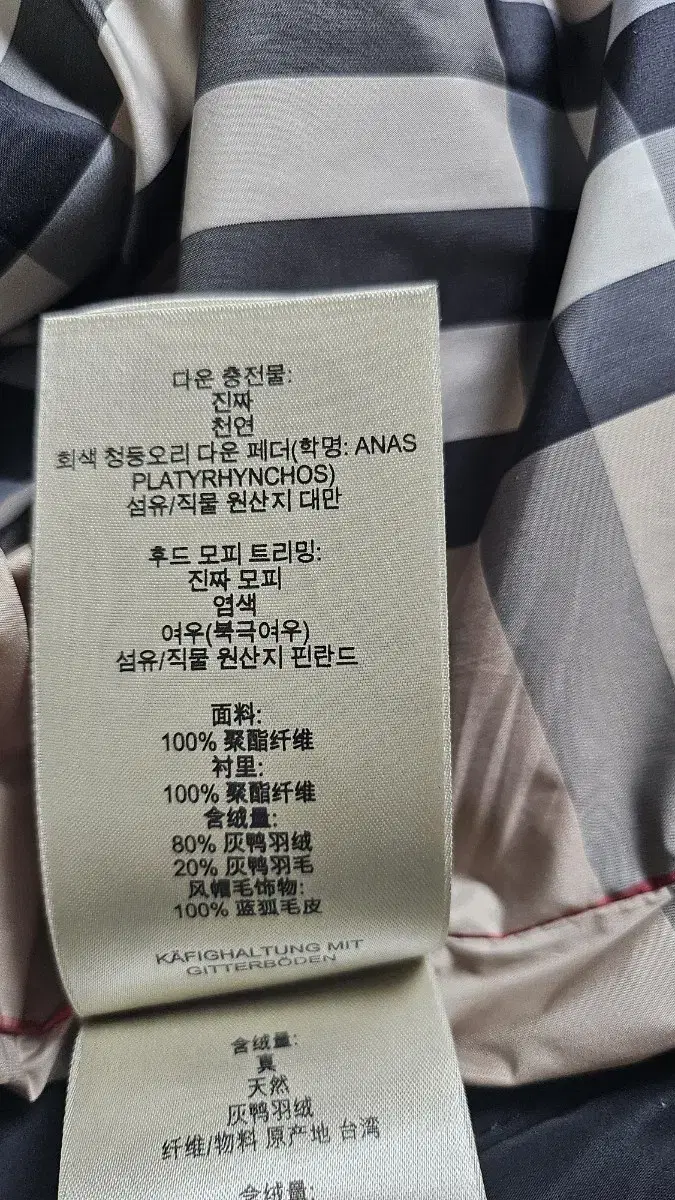 다운 충전물:
진짜
천연
회색 청둥오리 다운 페더(학명: ANAS
PLATYRHYNCHOS)
섬유/직물 원산지 대만
후드 모피 트리밍:
진짜 모피
염색
여우(북극여우)
섬유/직물 원산지 핀란드
面料:
100% 聚酯纤维
衬里:
100% 聚酯纤维
含绒量:
80% 灰鸭羽绒
20% 灰鸭羽毛
风帽毛饰物:
100% 蓝狐毛皮
KÄFIGHALTUNG MIT
GITTERBÖDEN
含绒量:
真
天然
灰鸭羽绒
纤维/物料 原产地 台湾
含绒量: